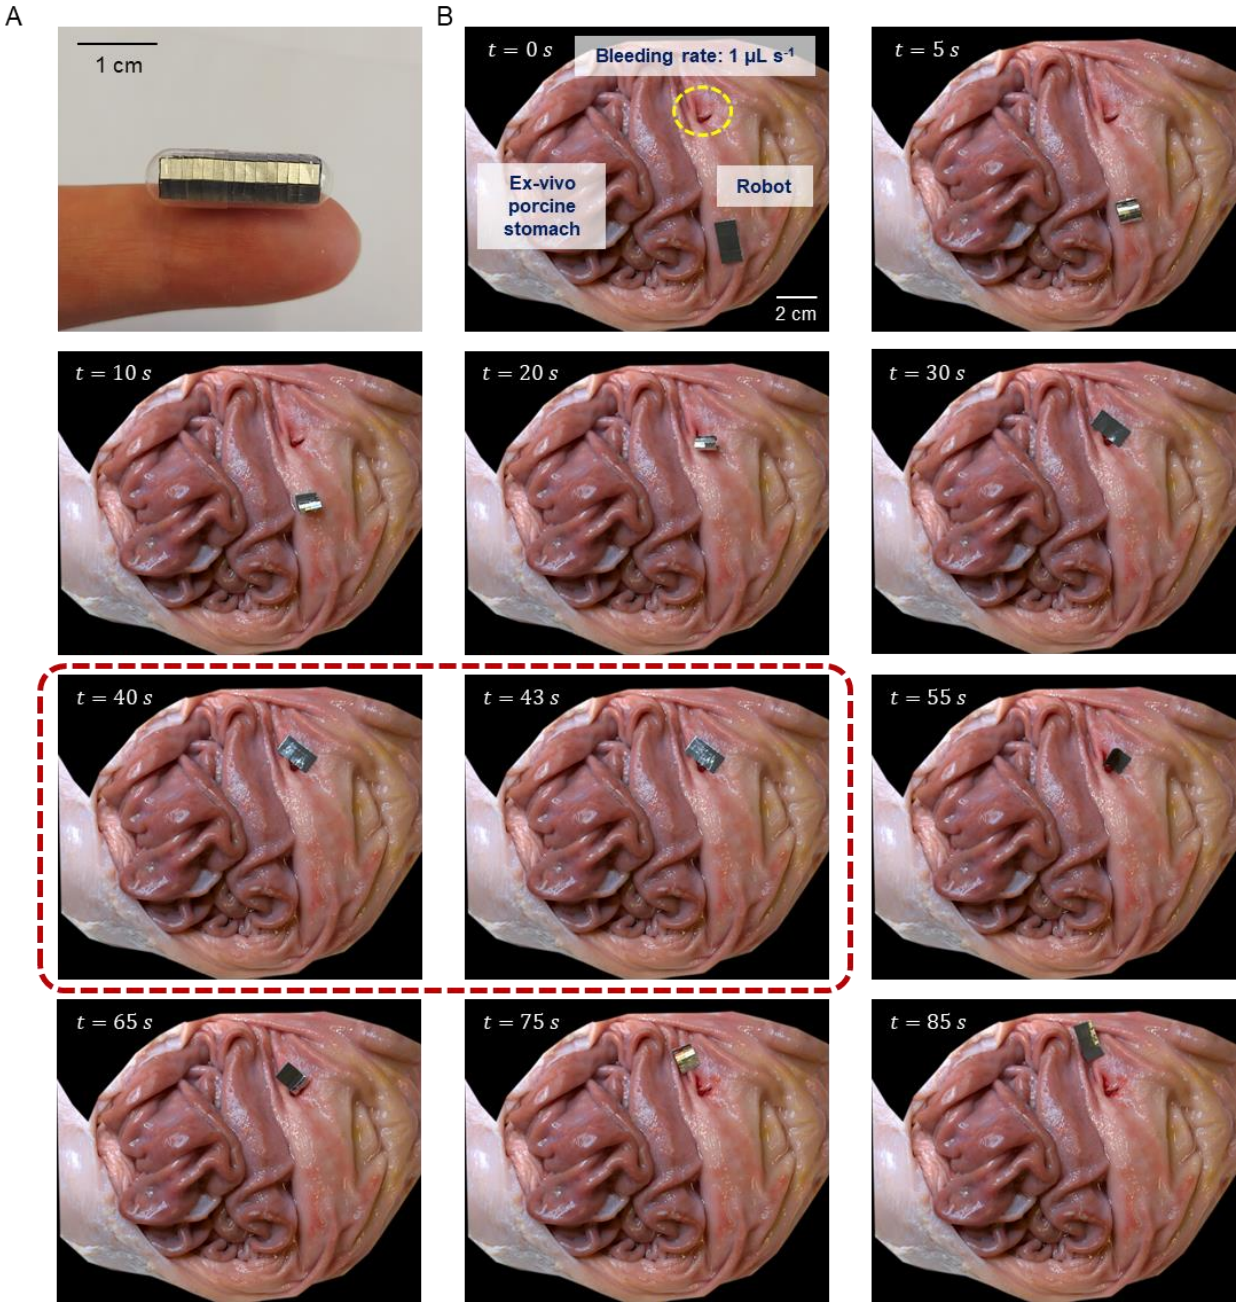 A
B
1 cm
t = 0 s
Bleeding rate: 1 µL s⁻¹
Ex-vivo
porcine
stomach
Robot
2 cm
t = 5 s
t = 10 s
t = 20 s
t = 30 s
t = 40 s
t = 43 s
t = 55 s
t = 65 s
t = 75 s
t = 85 s